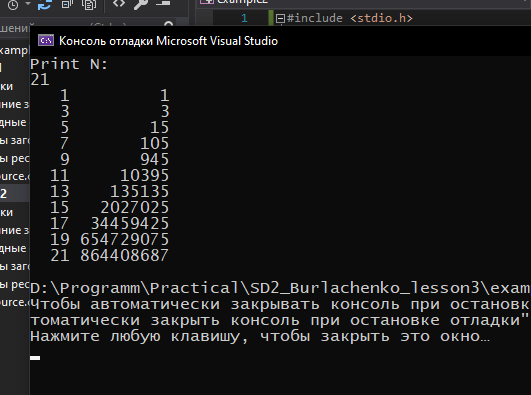 example2
шений
1 #include <stdio.h>
Консоль отладки Microsoft Visual Studio
Print N:
21
1 1
3 3
5 15
7 105
9 945
11 10395
13 135135
15 2027025
17 34459425
19 654729075
21 864408687
D:\Programm\Practical\SD2_Burlachenko_lesson3\exam
Чтобы автоматически закрывать консоль при остановк
томатически закрыть консоль при остановке отладки"
Нажмите любую клавишу, чтобы закрыть это окно…